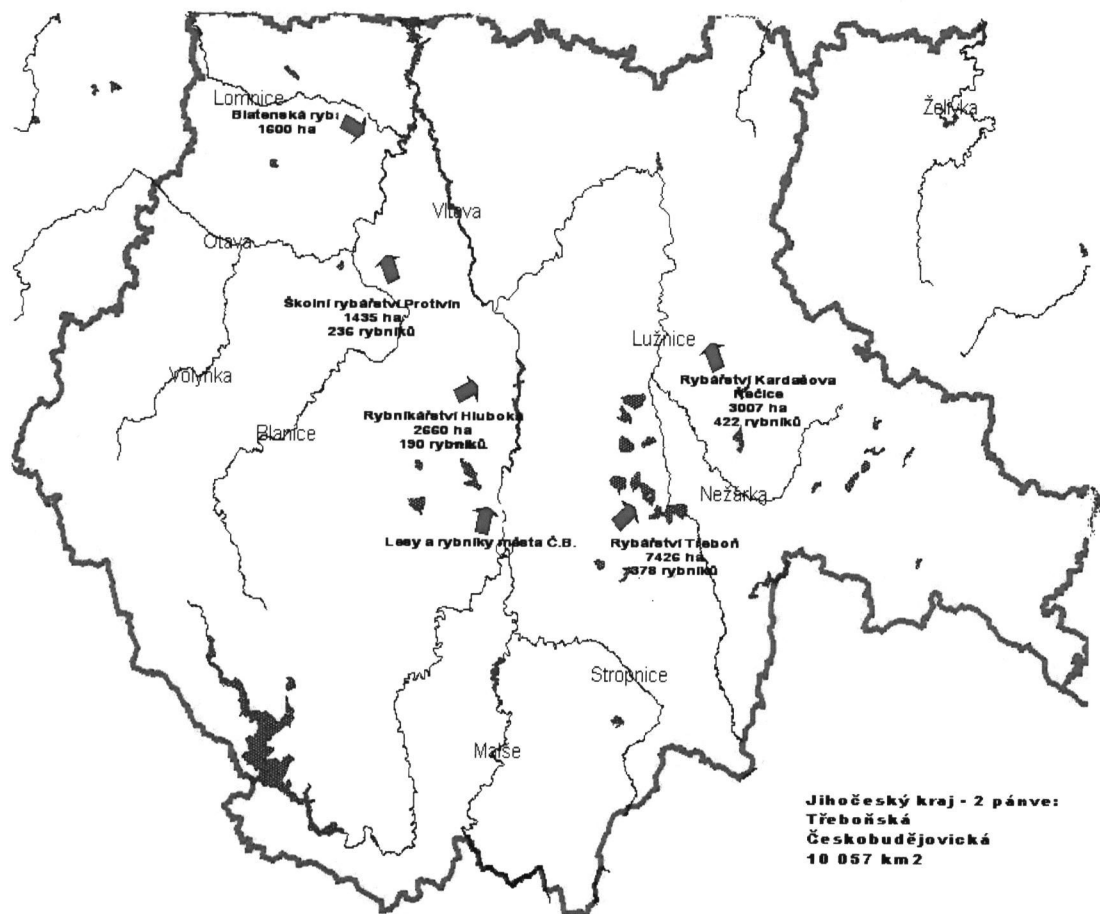 Lomnice
Blatenská ryb:
1600 ha
Želivka
Vltava
Otava
Školní rybářství Protivín
1435 ha
236 rybníků
Lužnice
Volyňka
Rybářství Kardašova
Řečice
3007 ha
422 rybníků
Rybníkářství Hluboká
2660 ha
190 rybníků
Blanice
Nežárka
Lesy a rybníky města Č.B.
Rybářství Třeboň
7426 ha
378 rybníků
Stropnice
Malše
Jihočeský kraj - 2 pánve:
Třeboňská
Českobudějovická
10 057 km2